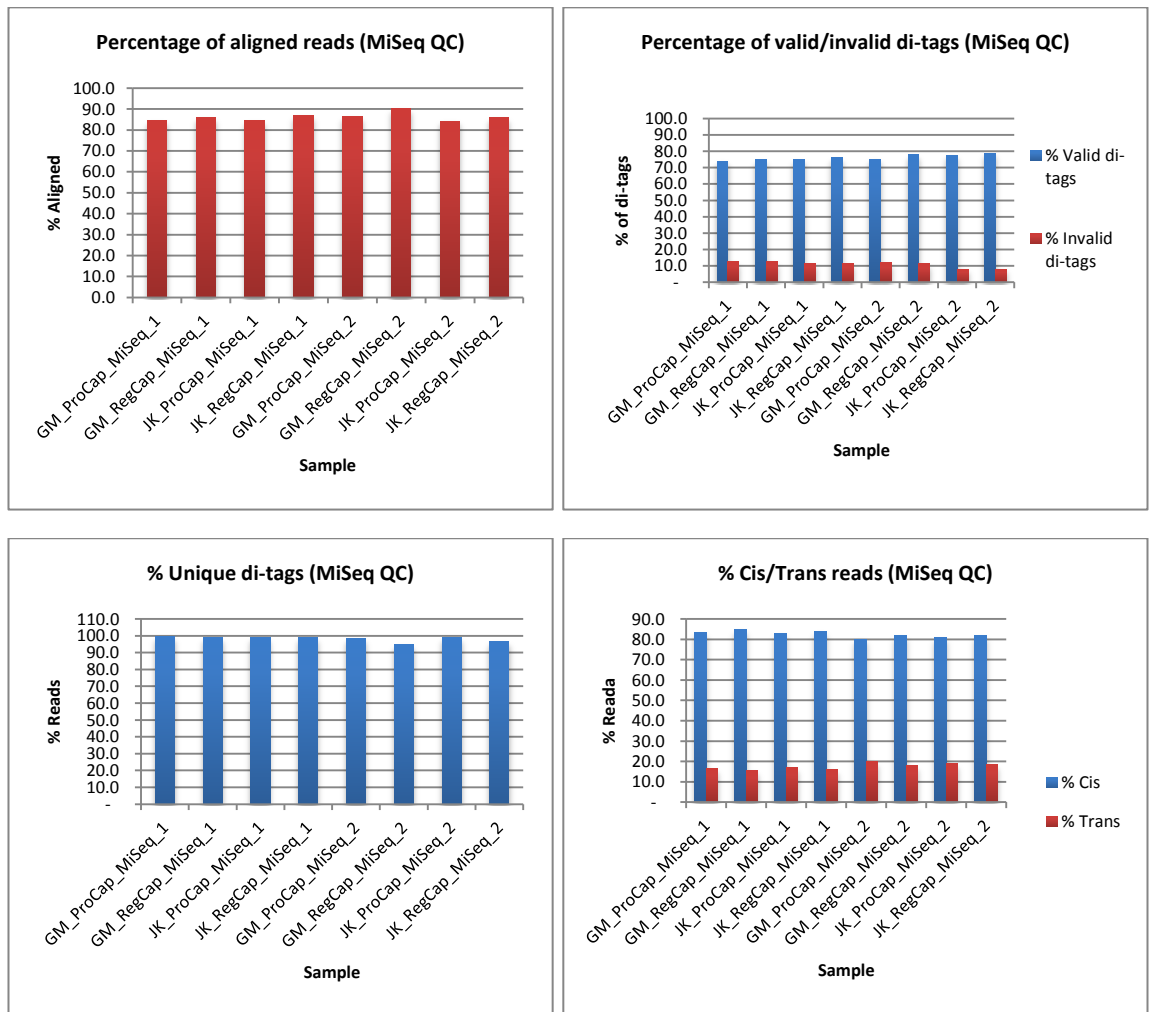 Percentage of aligned reads (MiSeq QC)
% Aligned
100.0
90.0
80.0
70.0
60.0
50.0
40.0
30.0
20.0
10.0
0.0
GM_ProCap_MiSeq_1
GM_RegCap_MiSeq_1
JK_ProCap_MiSeq_1
JK_RegCap_MiSeq_1
GM_ProCap_MiSeq_2
GM_RegCap_MiSeq_2
JK_ProCap_MiSeq_2
JK_RegCap_MiSeq_2
Sample
Percentage of valid/invalid di-tags (MiSeq QC)
% of di-tags
100.0
90.0
80.0
70.0
60.0
50.0
40.0
30.0
20.0
10.0
-
GM_ProCap_MiSeq_1
GM_RegCap_MiSeq_1
JK_ProCap_MiSeq_1
JK_RegCap_MiSeq_1
GM_ProCap_MiSeq_2
GM_RegCap_MiSeq_2
JK_ProCap_MiSeq_2
JK_RegCap_MiSeq_2
Sample
% Valid di-
tags
% Invalid
di-tags
% Unique di-tags (MiSeq QC)
% Reads
110.0
100.0
90.0
80.0
70.0
60.0
50.0
40.0
30.0
20.0
10.0
-
GM_ProCap_MiSeq_1
GM_RegCap_MiSeq_1
JK_ProCap_MiSeq_1
JK_RegCap_MiSeq_1
GM_ProCap_MiSeq_2
GM_RegCap_MiSeq_2
JK_ProCap_MiSeq_2
JK_RegCap_MiSeq_2
Sample
% Cis/Trans reads (MiSeq QC)
% Reada
90.0
80.0
70.0
60.0
50.0
40.0
30.0
20.0
10.0
-
GM_ProCap_MiSeq_1
GM_RegCap_MiSeq_1
JK_ProCap_MiSeq_1
JK_RegCap_MiSeq_1
GM_ProCap_MiSeq_2
GM_RegCap_MiSeq_2
JK_ProCap_MiSeq_2
JK_RegCap_MiSeq_2
Sample
% Cis
% Trans